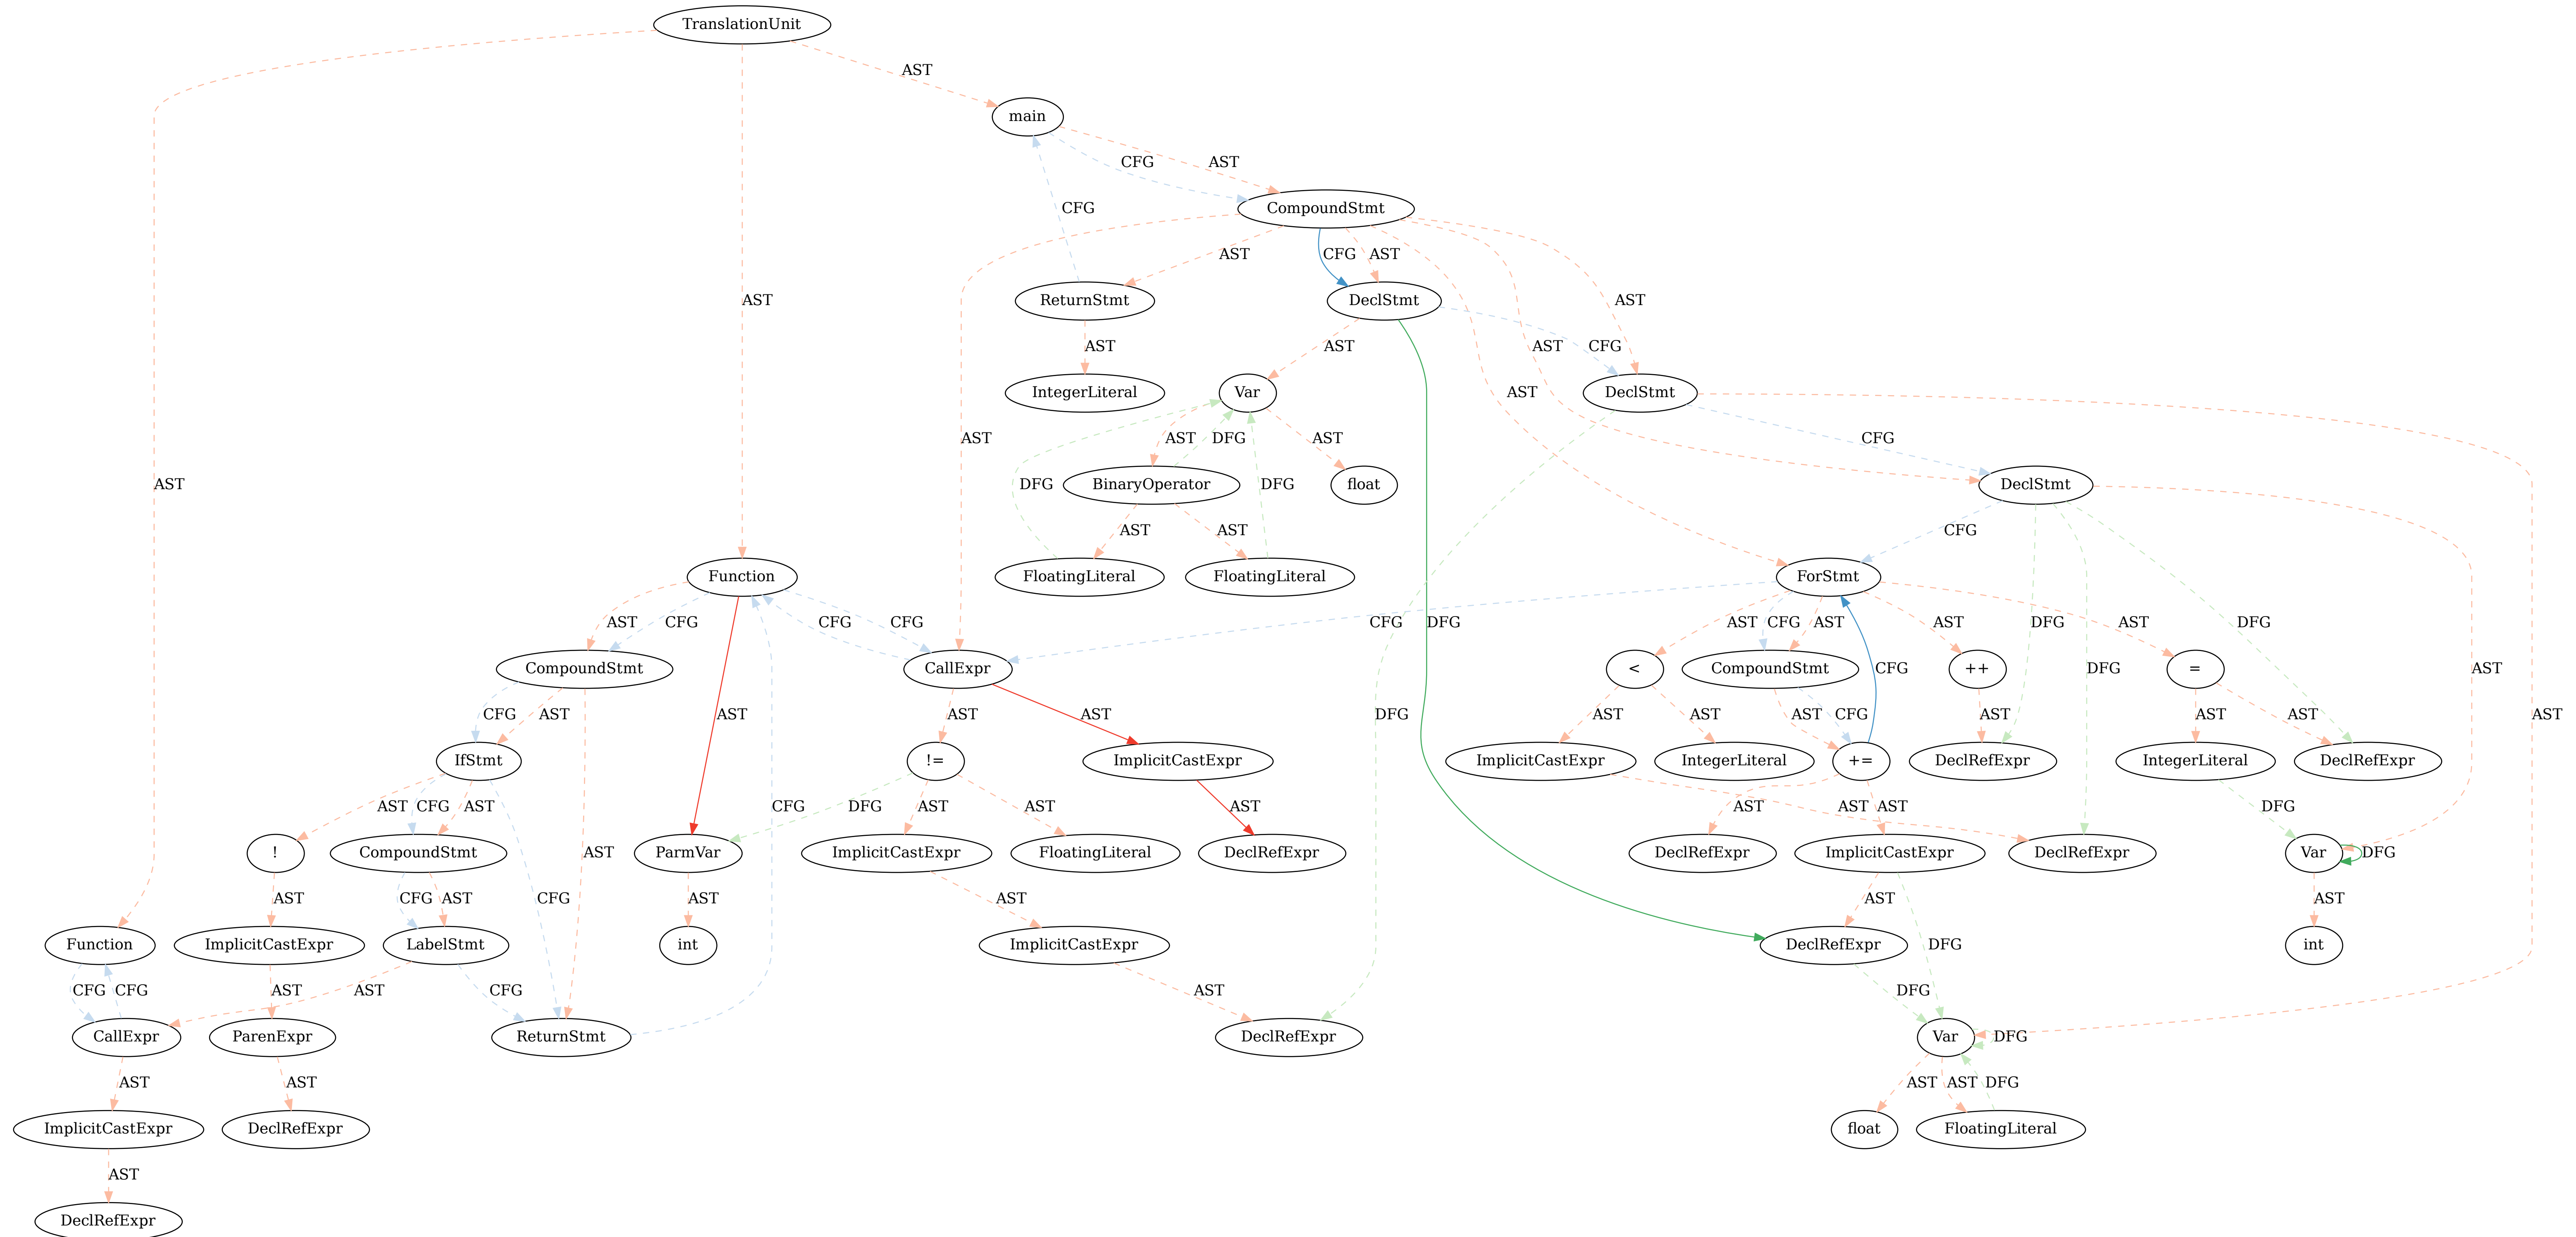 TranslationUnit
AST
main
CFG
AST
CompoundStmt
CFG
AST
CFG
AST
AST
ReturnStmt
DeclStmt
AST
AST
AST
AST
CFG
AST
IntegerLiteral
Var
DeclStmt
AST
AST
DFG
AST
CFG
AST
DFG
BinaryOperator
DFG
float
DeclStmt
AST
AST
CFG
Function
FloatingLiteral
FloatingLiteral
ForStmt
AST
CFG
CFG
CFG
CFG
DFG
AST
CFG
AST
AST
AST
DFG
DFG
CompoundStmt
CallExpr
<
CompoundStmt
++
=
CFG
DFG
AST
CFG
AST
AST
AST
AST
DFG
AST
AST
AST
CFG
AST
AST
AST
AST
IfStmt
!=
ImplicitCastExpr
ImplicitCastExpr
IntegerLiteral
+=
DeclRefExpr
IntegerLiteral
DeclRefExpr
AST
CFG
AST
CFG
DFG
AST
AST
AST
AST
AST
AST
DFG
!
CompoundStmt
AST
ParmVar
ImplicitCastExpr
FloatingLiteral
DeclRefExpr
DeclRefExpr
ImplicitCastExpr
DeclRefExpr
Var
DFG
AST
CFG
AST
CFG
AST
AST
AST
AST
Function
ImplicitCastExpr
LabelStmt
int
ImplicitCastExpr
DeclRefExpr
DFG
int
CFG
CFG
AST
AST
CFG
AST
DFG
CallExpr
ParenExpr
ReturnStmt
DeclRefExpr
Var
DFG
AST
AST
AST
AST
DFG
ImplicitCastExpr
DeclRefExpr
float
FloatingLiteral
AST
DeclRefExpr